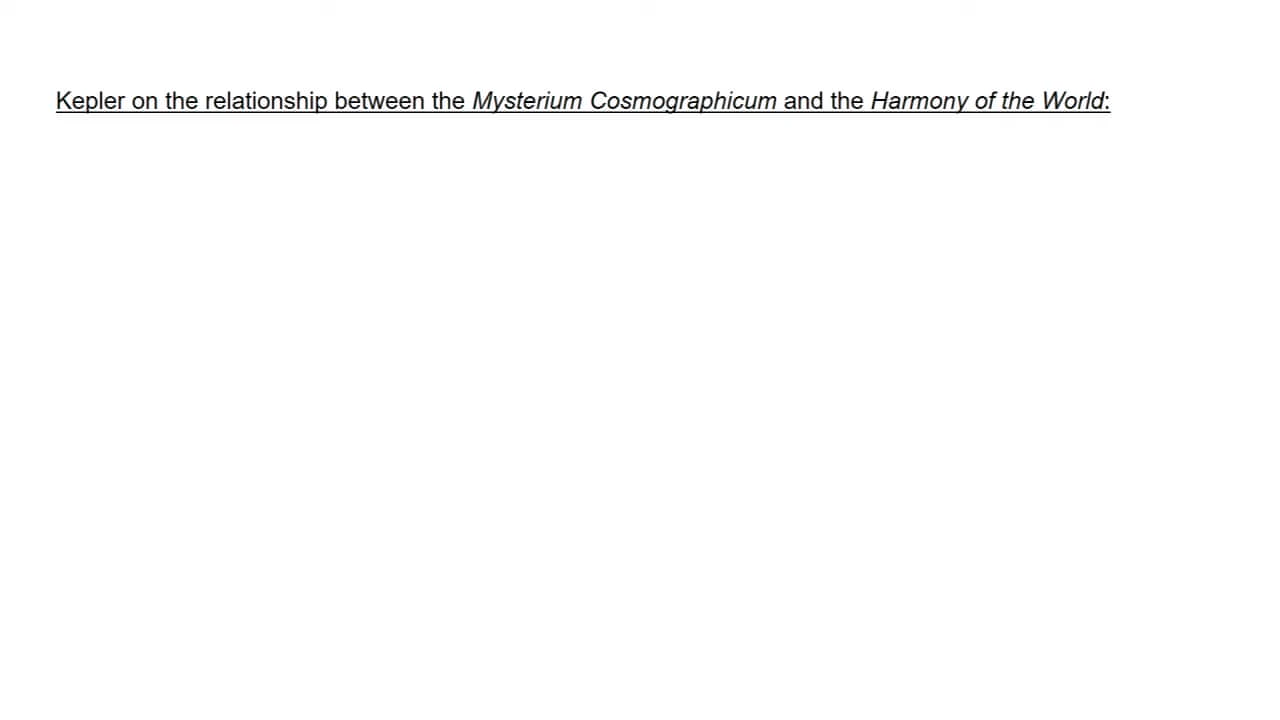 Kepler on the relationship between the Mysterium Cosmographicum and the Harmony of the World: